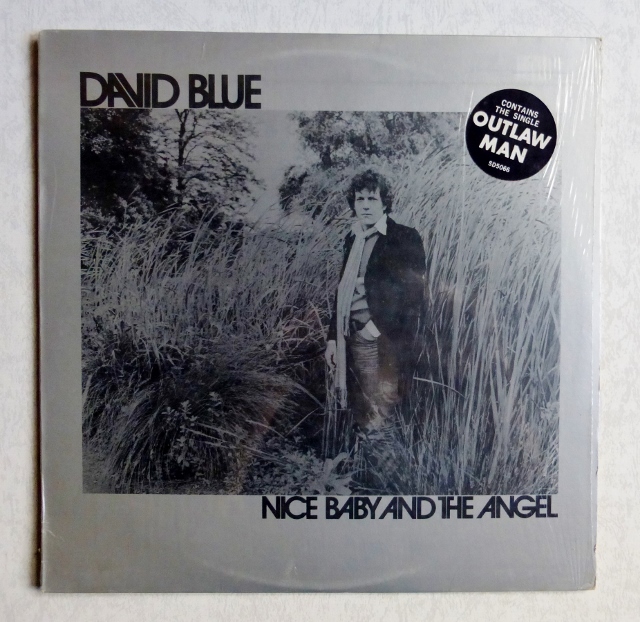 DAVID BLUE
CONTAINS
THE SINGLE
OUTLAW
MAN
SD5066
NICE BABY AND THE ANGEL